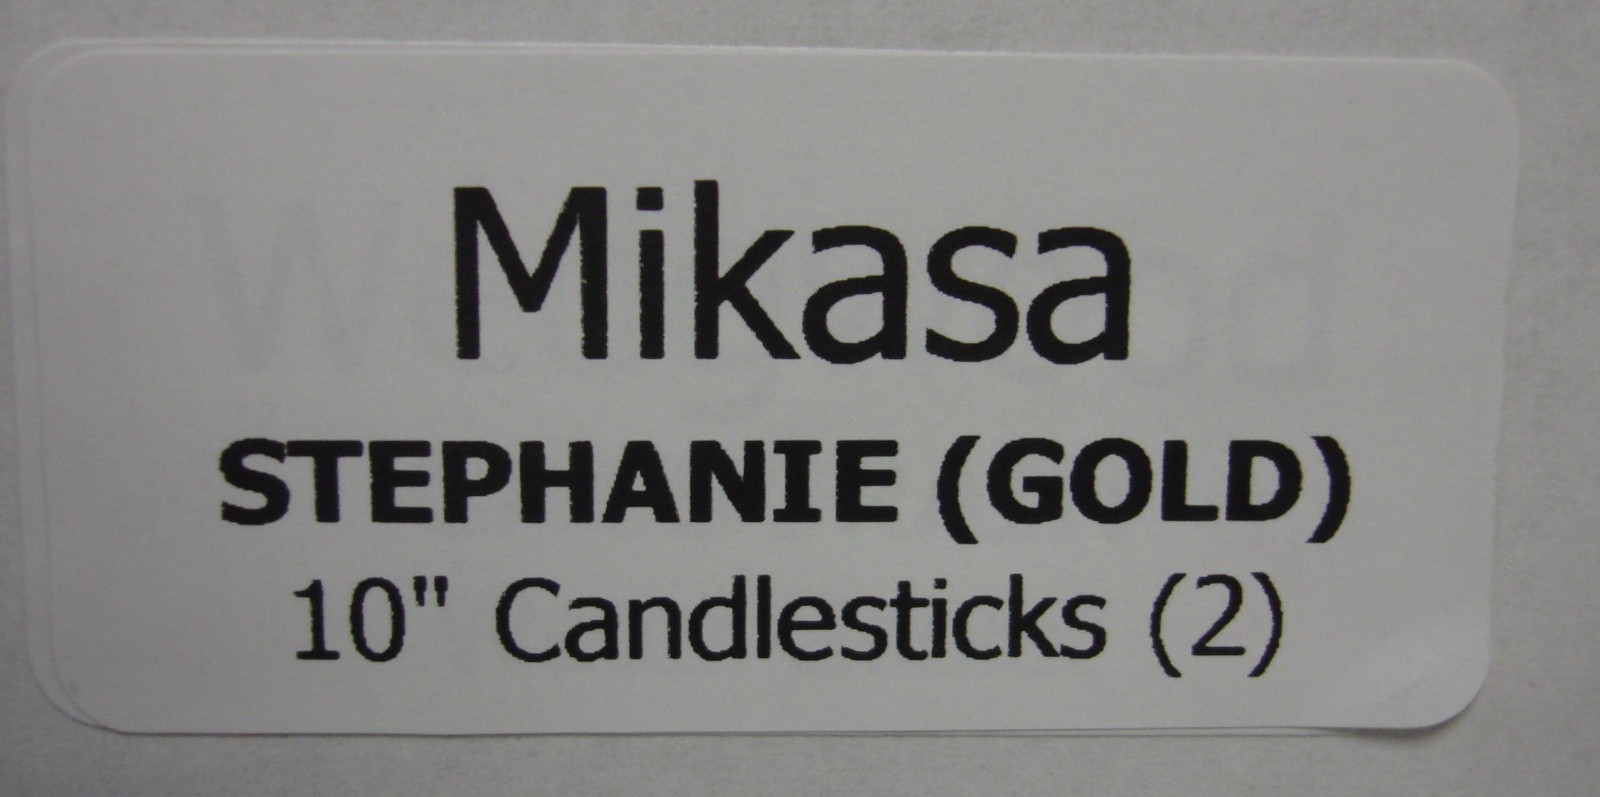 Mikasa
STEPHANIE (GOLD)
10" Candlesticks (2)